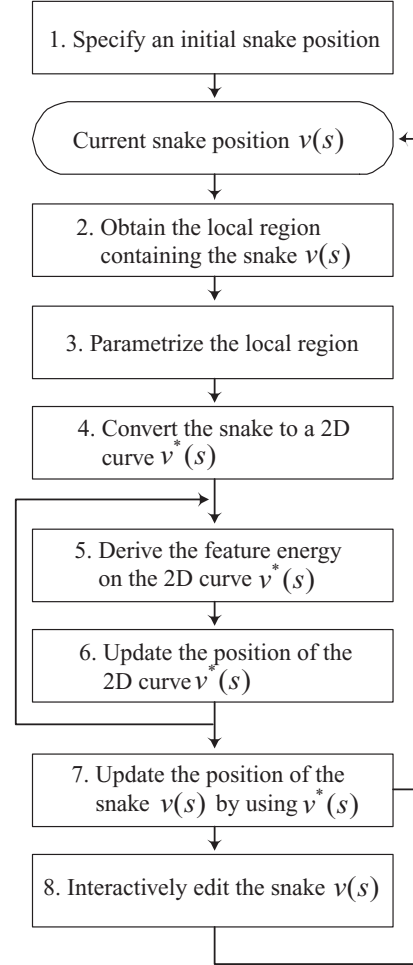 1. Specify an initial snake position
Current snake position v(s)
2. Obtain the local region
containing the snake v(s)
3. Parametrize the local region
4. Convert the snake to a 2D
curve v*(s)
5. Derive the feature energy
on the 2D curve v*(s)
6. Update the position of the
2D curve v*(s)
7. Update the position of the
snake v(s) by using v*(s)
8. Interactively edit the snake v(s)